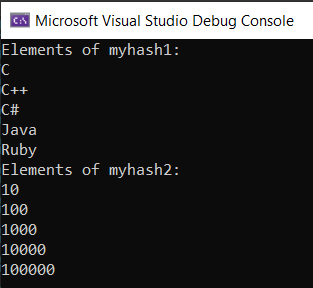 Microsoft Visual Studio Debug Console
Elements of myhash1:
C
C++
C#
Java
Ruby
Elements of myhash2:
10
100
1000
10000
100000